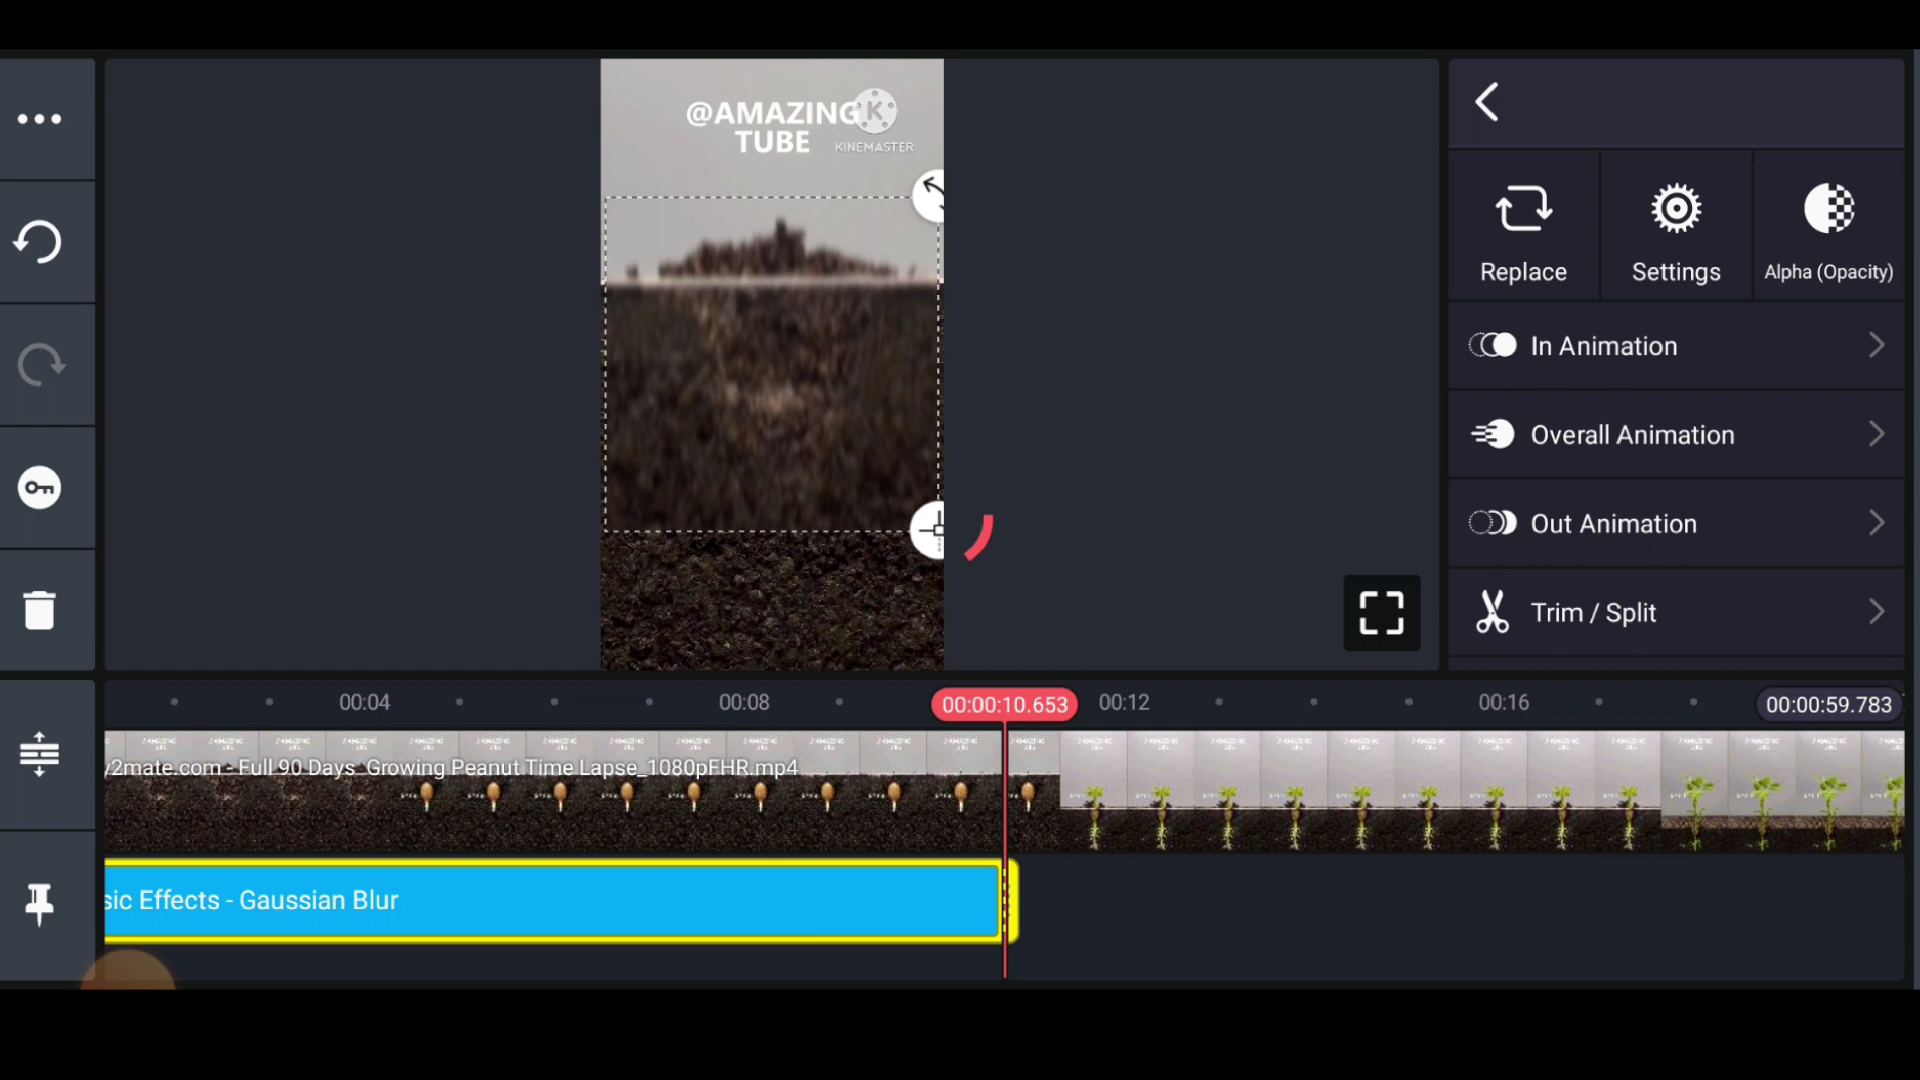 @AMAZING
TUBE
KINEMASTER
Replace
Settings
Alpha (Opacity)
In Animation
Overall Animation
Out Animation
Trim / Split
00:04
00:08
00:00:10.653
00:12
00:16
00:00:59.783
y2mate.com - Full 90 Days Growing Peanut Time Lapse_1080pFHR.mp4
sic Effects - Gaussian Blur